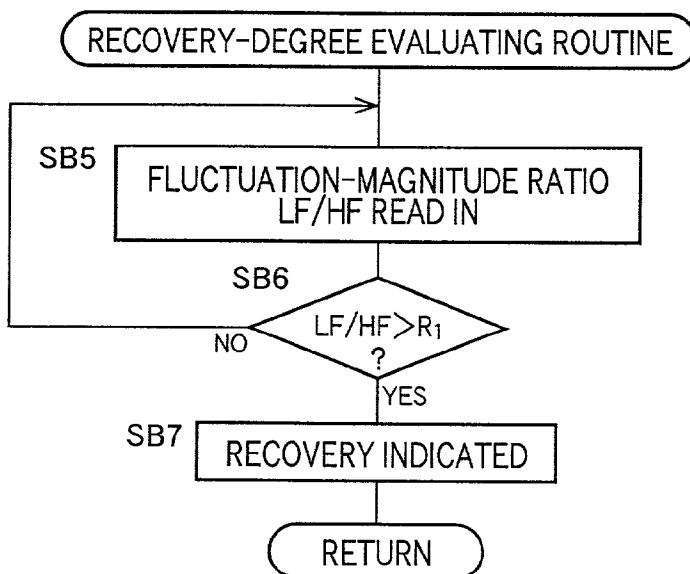 RECOVERY-DEGREE EVALUATING ROUTINE
SB5
FLUCTUATION-MAGNITUDE RATIO
LF/HF READ IN
SB6
LF/HF>R1
?
NO
YES
SB7
RECOVERY INDICATED
RETURN